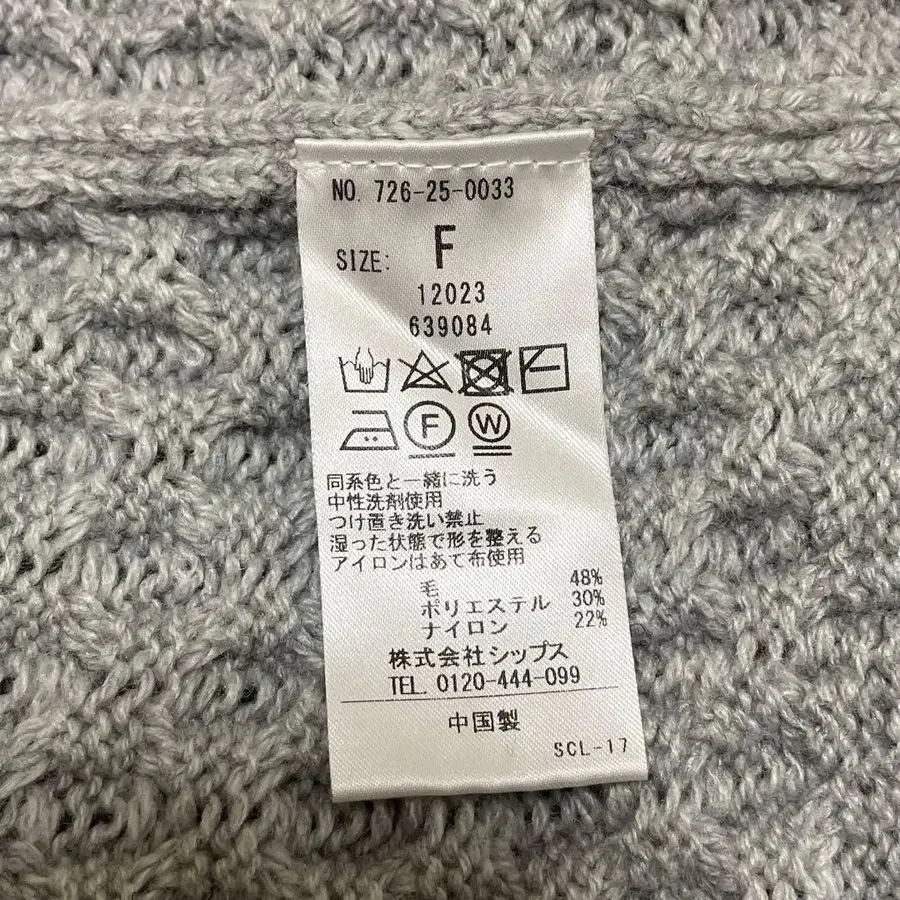 NO. 726-25-0033
SIZE: F
12023
639084
F W
同系色と一緒に洗う
中性洗剤使用
つけ置き洗い禁止
湿った状態で形を整える
アイロンはあて布使用
毛 48%
ポリエステル 30%
ナイロン 22%
株式会社シップス
TEL. 0120-444-099
中国製
SCL-17